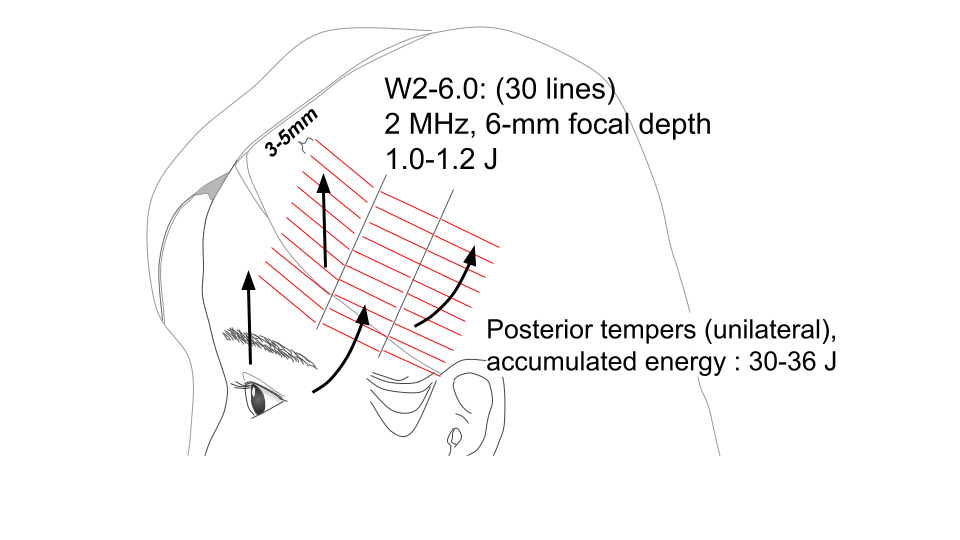 W2-6.0: (30 lines)
2 MHz, 6-mm focal depth
1.0-1.2 J
3-5mm
Posterior tempers (unilateral),
accumulated energy : 30-36 J